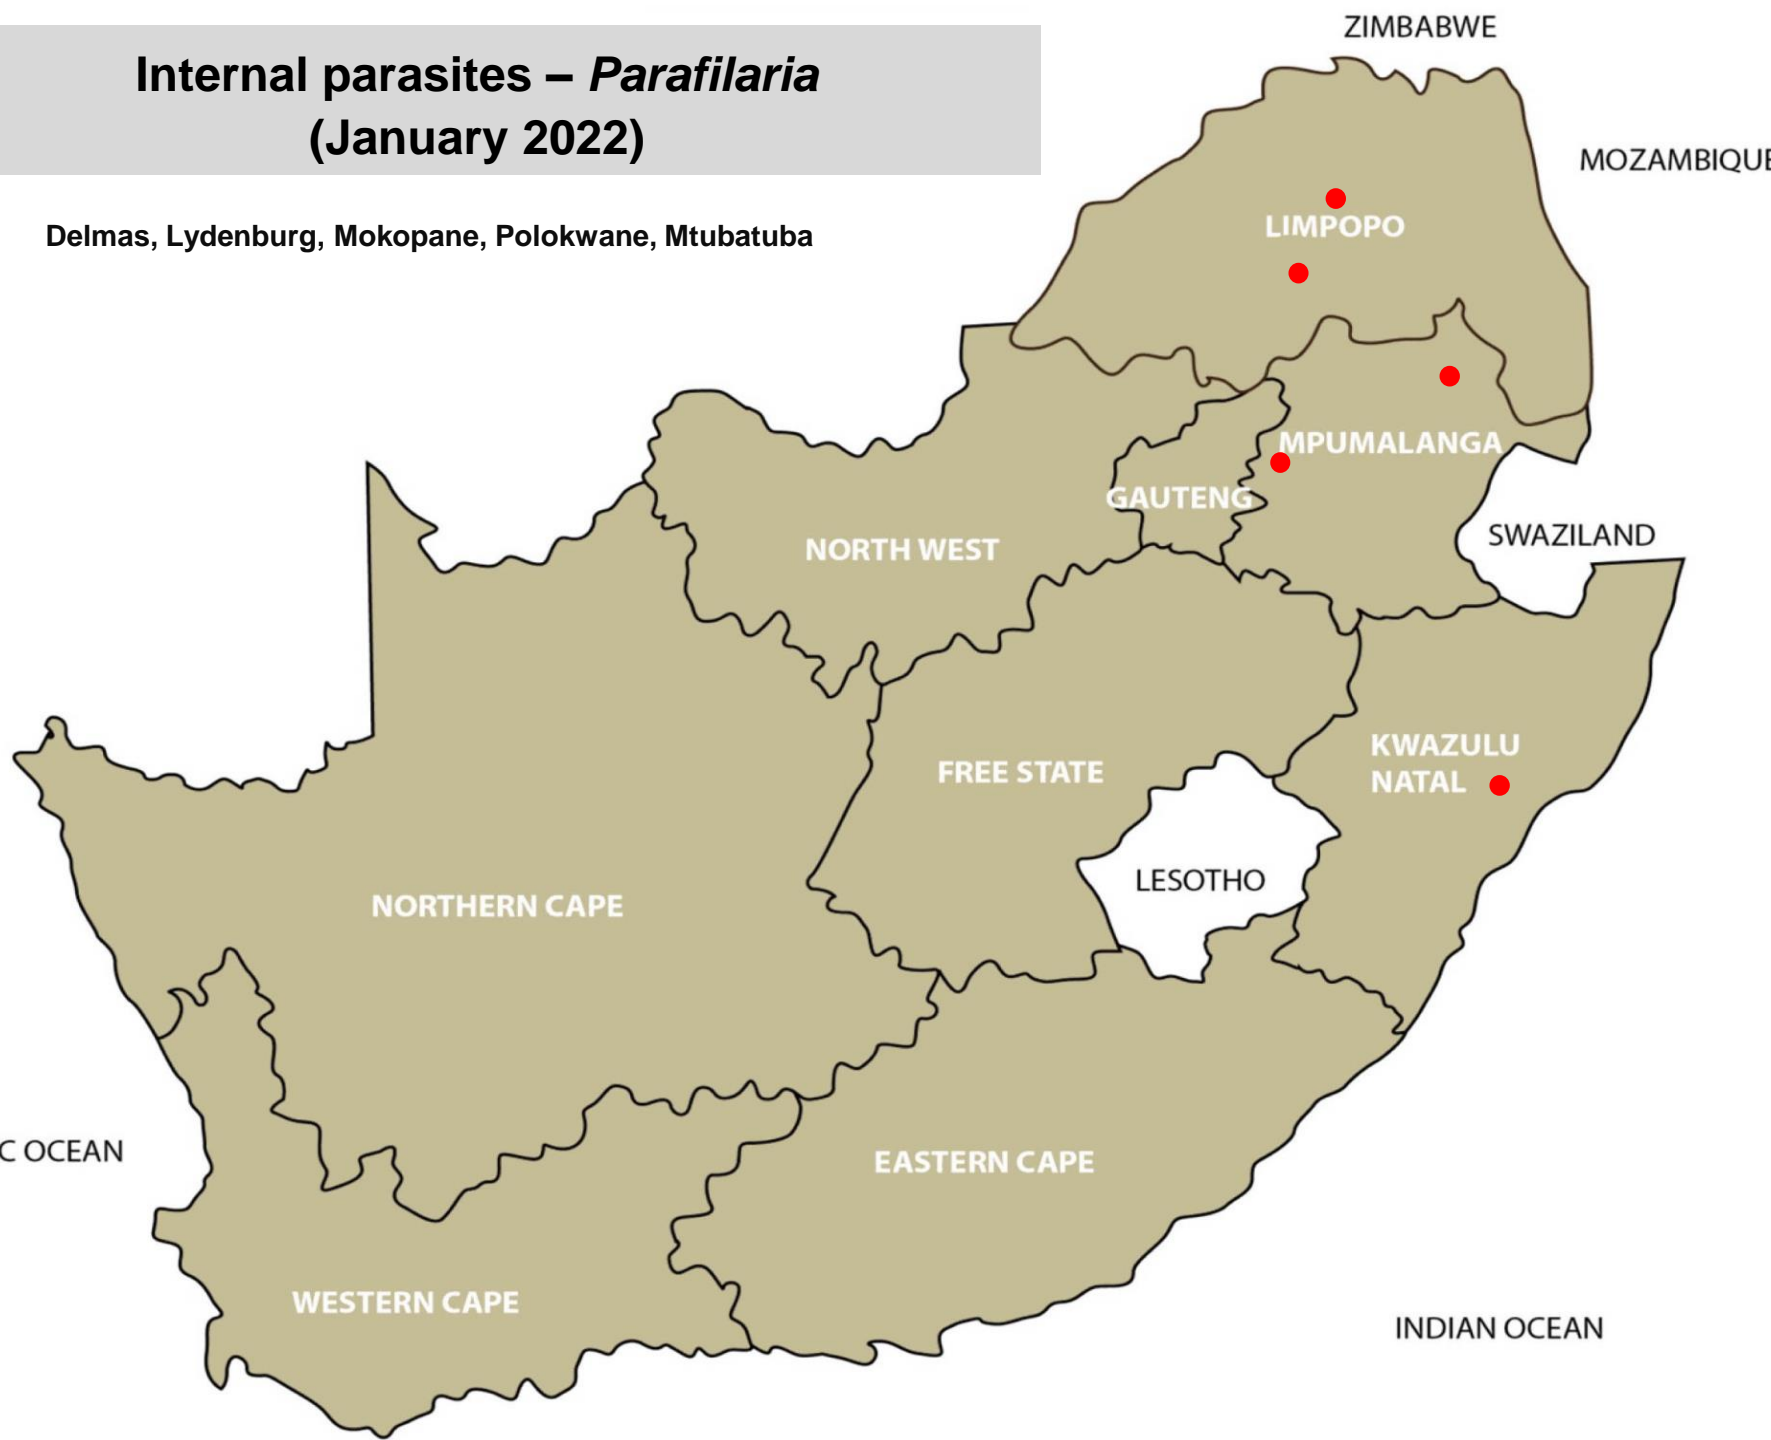 Internal parasites – Parafilaria
(January 2022)
Delmas, Lydenburg, Mokopane, Polokwane, Mtubatuba
ZIMBABWE
MOZAMBIQUE
LIMPOPO
MPUMALANGA
GAUTENG
SWAZILAND
NORTH WEST
KWAZULU
NATAL
FREE STATE
LESOTHO
NORTHERN CAPE
C OCEAN
EASTERN CAPE
WESTERN CAPE
INDIAN OCEAN